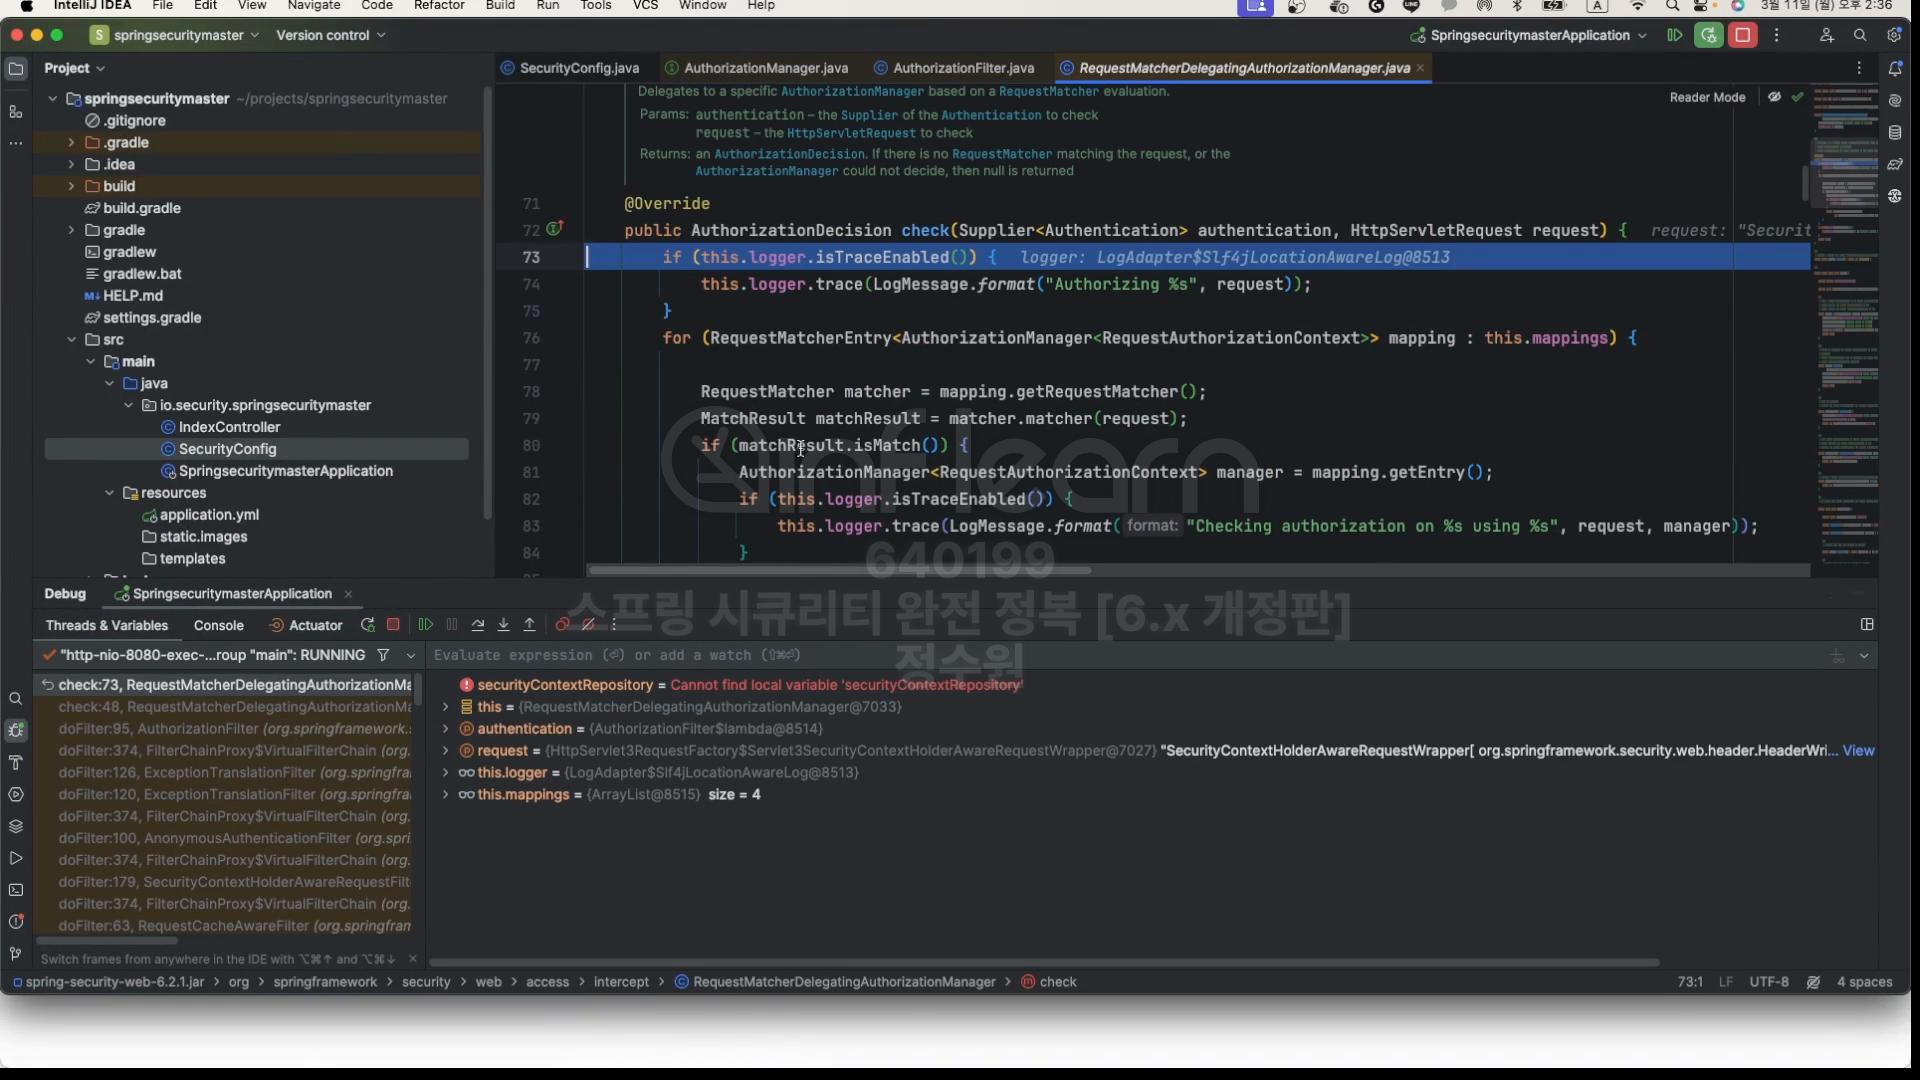 IntelliJ IDEA File Edit View Navigate Code Refactor Build Run Tools VCS Window Help A 3월 11일 (월) 오후 2:36
S springsecuritymaster Version control SpringsecuritymasterApplication
Project SecurityConfig.java AuthorizationManager.java AuthorizationFilter.java RequestMatcherDelegatingAuthorizationManager.java
springsecuritymaster ~/projects/springsecuritymaster
.gitignore
.gradle
.idea
build
build.gradle
gradle
gradlew
gradlew.bat
HELP.md
settings.gradle
src
main
java
io.security.springsecuritymaster
IndexController
SecurityConfig
SpringsecuritymasterApplication
resources
application.yml
static.images
templates
Reader Mode
Delegates to a specific AuthorizationManager based on a RequestMatcher evaluation.
Params: authentication – the Supplier of the Authentication to check
request – the HttpServletRequest to check
Returns: an AuthorizationDecision. If there is no RequestMatcher matching the request, or the
AuthorizationManager could not decide, then null is returned
71 @Override
72 public AuthorizationDecision check(Supplier<Authentication> authentication, HttpServletRequest request) { request: "Securit
73 if (this.logger.isTraceEnabled()) { logger: LogAdapter$Slf4jLocationAwareLog@8513
74 this.logger.trace(LogMessage.format("Authorizing %s", request));
75 }
76 for (RequestMatcherEntry<AuthorizationManager<RequestAuthorizationContext>> mapping : this.mappings) {
77
78 RequestMatcher matcher = mapping.getRequestMatcher();
79 MatchResult matchResult = matcher.matcher(request);
80 if (matchResult.isMatch()) {
81 AuthorizationManager<RequestAuthorizationContext> manager = mapping.getEntry();
82 if (this.logger.isTraceEnabled()) {
83 this.logger.trace(LogMessage.format( format: "Checking authorization on %s using %s", request, manager));
84 }
inflearn
640199
스프링 시큐리티 완전 정복 [6.x 개정판]
정수원
Debug SpringsecuritymasterApplication
Threads & Variables Console Actuator
"http-nio-8080-exec-...roup "main": RUNNING
Evaluate expression (⏎) or add a watch (⇧⌘⏎)
check:73, RequestMatcherDelegatingAuthorizationMa
check:48, RequestMatcherDelegatingAuthorizationMa
doFilter:95, AuthorizationFilter (org.springframework.
doFilter:374, FilterChainProxy$VirtualFilterChain (org.
doFilter:126, ExceptionTranslationFilter (org.springfra
doFilter:120, ExceptionTranslationFilter (org.springfra
doFilter:374, FilterChainProxy$VirtualFilterChain (org.
doFilter:100, AnonymousAuthenticationFilter (org.spri
doFilter:374, FilterChainProxy$VirtualFilterChain (org.
doFilter:179, SecurityContextHolderAwareRequestFilt
doFilter:374, FilterChainProxy$VirtualFilterChain (org.
doFilter:63, RequestCacheAwareFilter (org.springfram
securityContextRepository = Cannot find local variable 'securityContextRepository'
this = {RequestMatcherDelegatingAuthorizationManager@7033}
authentication = {AuthorizationFilter$lambda@8514}
request = {HttpServlet3RequestFactory$Servlet3SecurityContextHolderAwareRequestWrapper@7027} "SecurityContextHolderAwareRequestWrapper[ org.springframework.security.web.header.HeaderWri... View
this.logger = {LogAdapter$Slf4jLocationAwareLog@8513}
this.mappings = {ArrayList@8515} size = 4
Switch frames from anywhere in the IDE with ⌥⌘↑ and ⌥⌘↓
spring-security-web-6.2.1.jar > org > springframework > security > web > access > intercept > RequestMatcherDelegatingAuthorizationManager > check 73:1 LF UTF-8 4 spaces